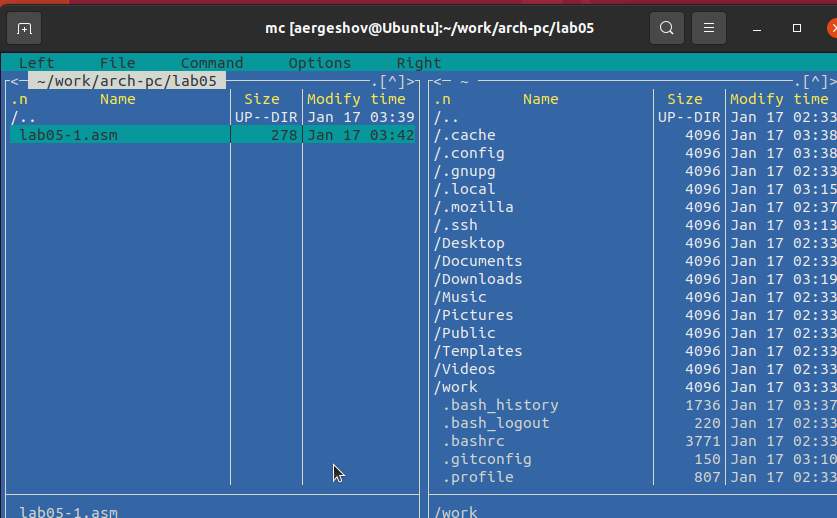 mc [aergeshov@Ubuntu]:~/work/arch-pc/lab05
Left File Command Options Right
<─ ~/work/arch-pc/lab05 .[^]>
.n Name Size Modify time
/.. UP--DIR Jan 17 03:39
lab05-1.asm 278 Jan 17 03:42
lab05-1.asm
<─ ~ .[^]>
.n Name Size Modify time
/.. UP--DIR Jan 17 02:33
/.cache 4096 Jan 17 03:38
/.config 4096 Jan 17 03:38
/.gnupg 4096 Jan 17 02:33
/.local 4096 Jan 17 03:15
/.mozilla 4096 Jan 17 02:37
/.ssh 4096 Jan 17 03:13
/Desktop 4096 Jan 17 02:33
/Documents 4096 Jan 17 02:33
/Downloads 4096 Jan 17 03:19
/Music 4096 Jan 17 02:33
/Pictures 4096 Jan 17 02:33
/Public 4096 Jan 17 02:33
/Templates 4096 Jan 17 02:33
/Videos 4096 Jan 17 02:33
/work 4096 Jan 17 03:33
.bash_history 1736 Jan 17 03:37
.bash_logout 220 Jan 17 02:33
.bashrc 3771 Jan 17 02:33
.gitconfig 150 Jan 17 03:10
.profile 807 Jan 17 02:33
/work